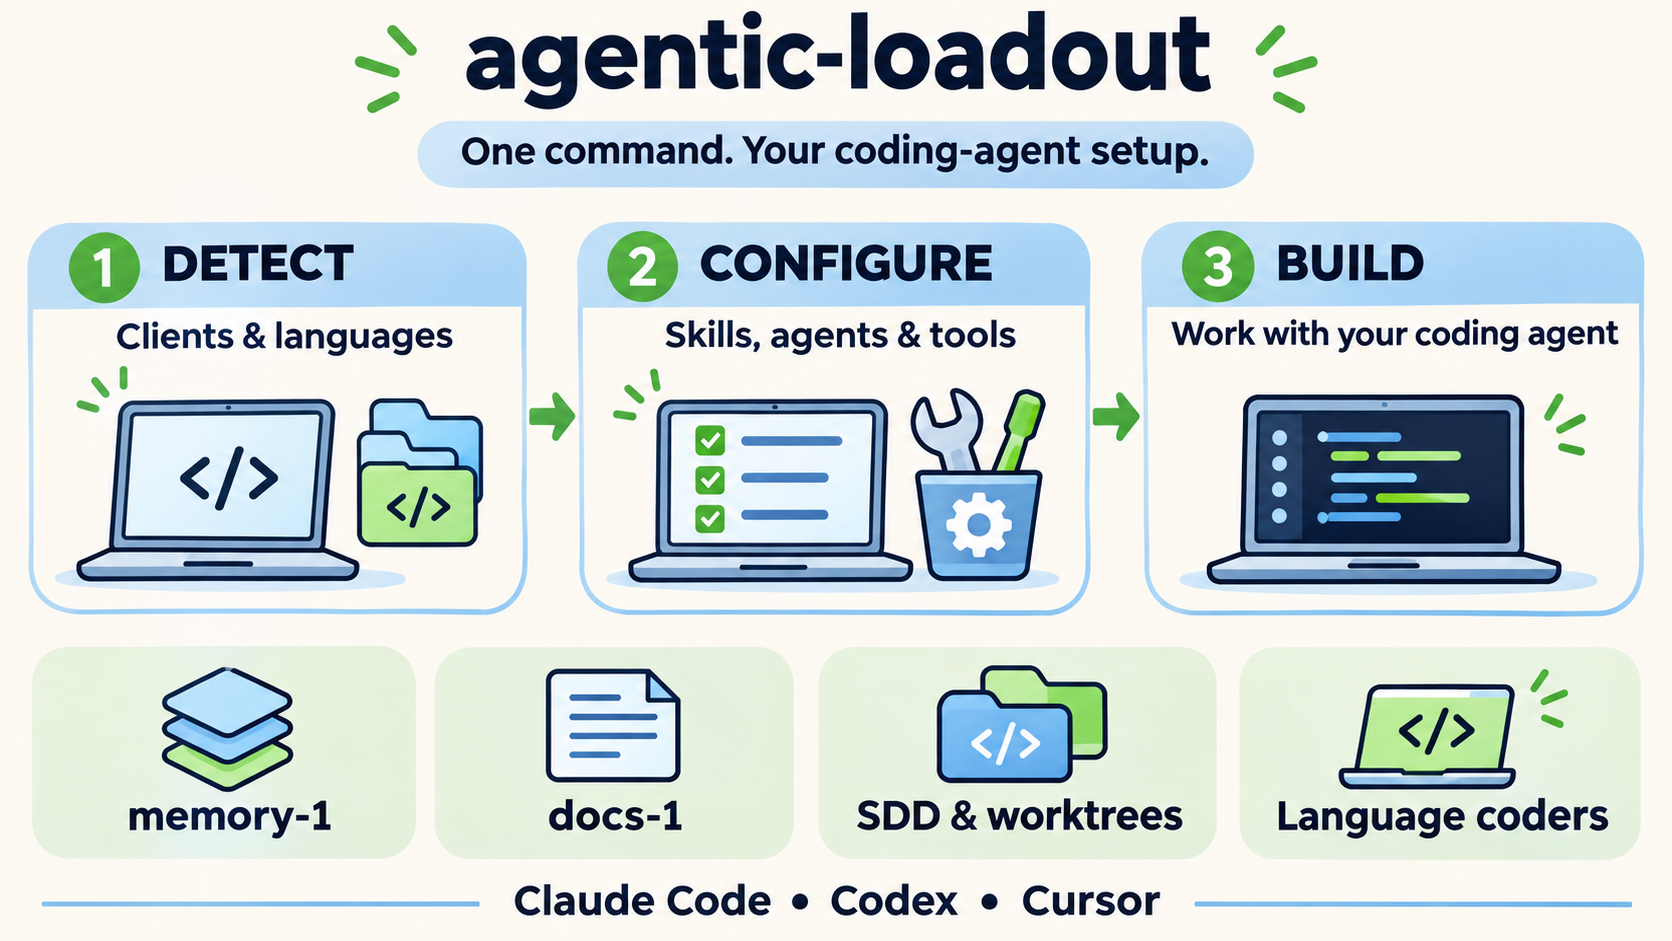 agentic-loadout
One command. Your coding-agent setup.
1 DETECT
Clients & languages
</>
</>
2 CONFIGURE
Skills, agents & tools
3 BUILD
Work with your coding agent
memory-1
docs-1
</>
SDD & worktrees
</>
Language coders
Claude Code • Codex • Cursor